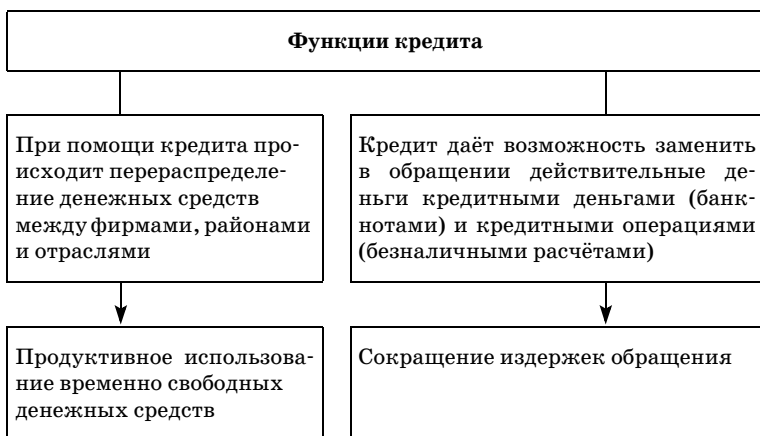 Функции кредита
При помощи кредита про-
исходит перераспределе-
ние денежных средств
между фирмами, районами
и отраслями
Кредит даёт возможность заменить
в обращении действительные де-
ньги кредитными деньгами (банк-
нотами) и кредитными операциями
(безналичными расчётами)
Продуктивное использова-
ние временно свободных
денежных средств
Сокращение издержек обращения